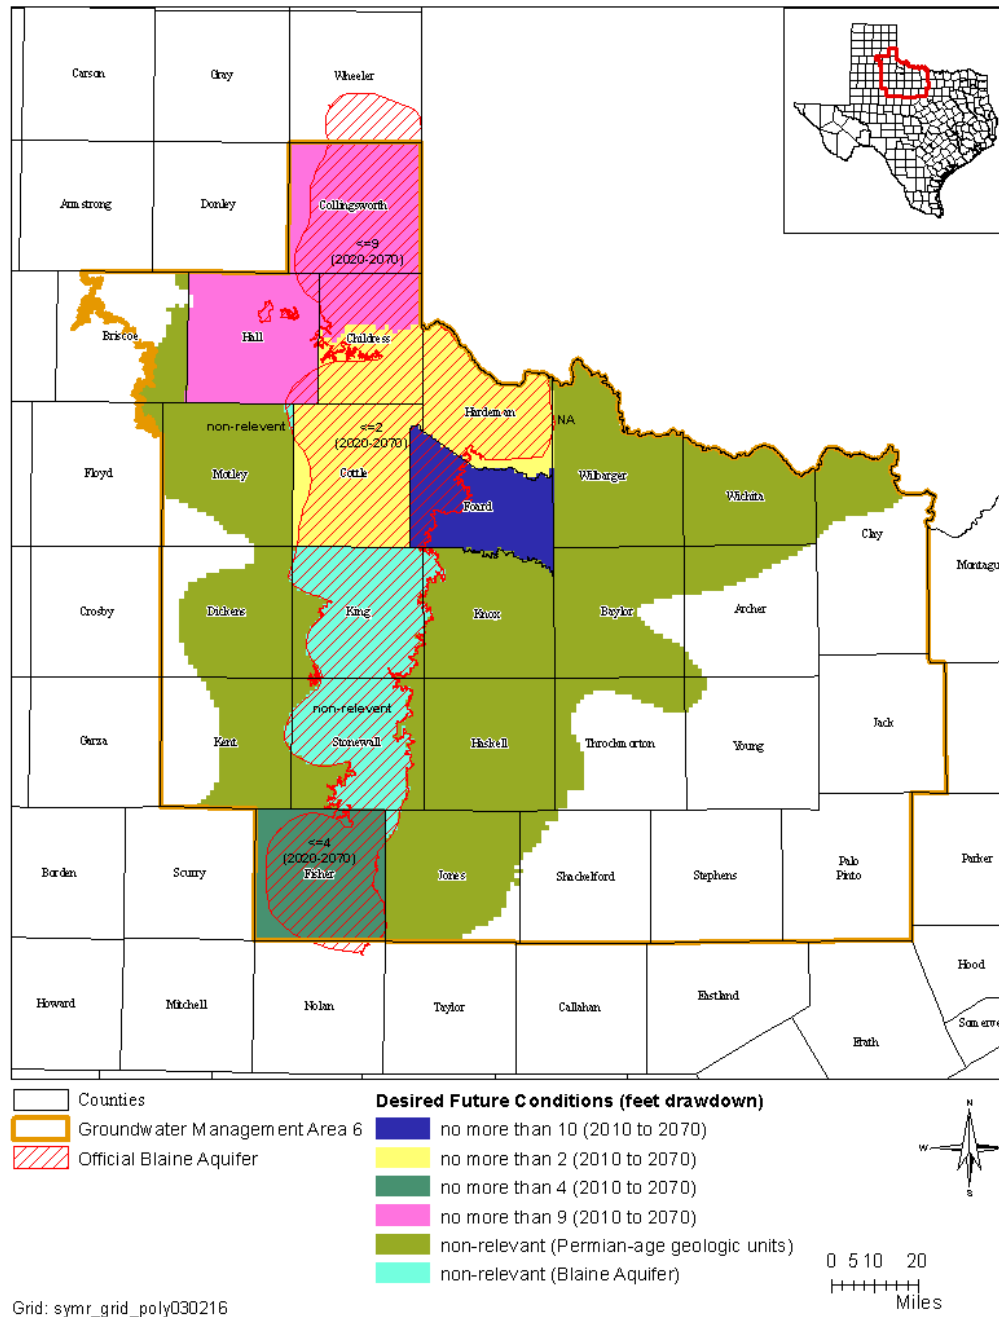 Carson
Gray
Wheeler
Armstrong
Donley
Collingsworth
<=9
(2020-2070)
Briscoe
Hall
Childress
Hardeman
non-relevent
<=2
(2020-2070)
NA
Floyd
Motley
Cottle
Foard
Wilbarger
Wichita
Clay
Montagu
Crosby
Dickens
King
Knox
Baylor
Archer
non-relevent
Garza
Kent
Stonewall
Haskell
Throckmorton
Young
Jack
<=4
(2020-2070)
Borden
Scurry
Fisher
Jones
Shackelford
Stephens
Palo
Pinto
Parker
Howard
Mitchell
Nolan
Taylor
Callahan
Eastland
Erath
Hood
Somerve
Counties
Groundwater Management Area 6
Official Blaine Aquifer
Desired Future Conditions (feet drawdown)
no more than 10 (2010 to 2070)
no more than 2 (2010 to 2070)
no more than 4 (2010 to 2070)
no more than 9 (2010 to 2070)
non-relevant (Permian-age geologic units)
non-relevant (Blaine Aquifer)
N
W
S
0 5 10 20
Miles
Grid: symr_grid_poly030216